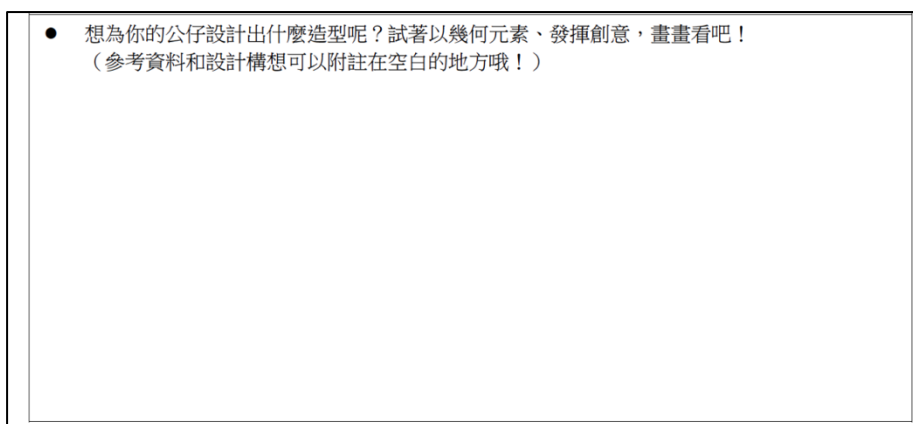 ● 想為你的公仔設計出什麼造型呢？試著以幾何元素、發揮創意，畫畫看吧！
（參考資料和設計構想可以附註在空白的地方哦！）